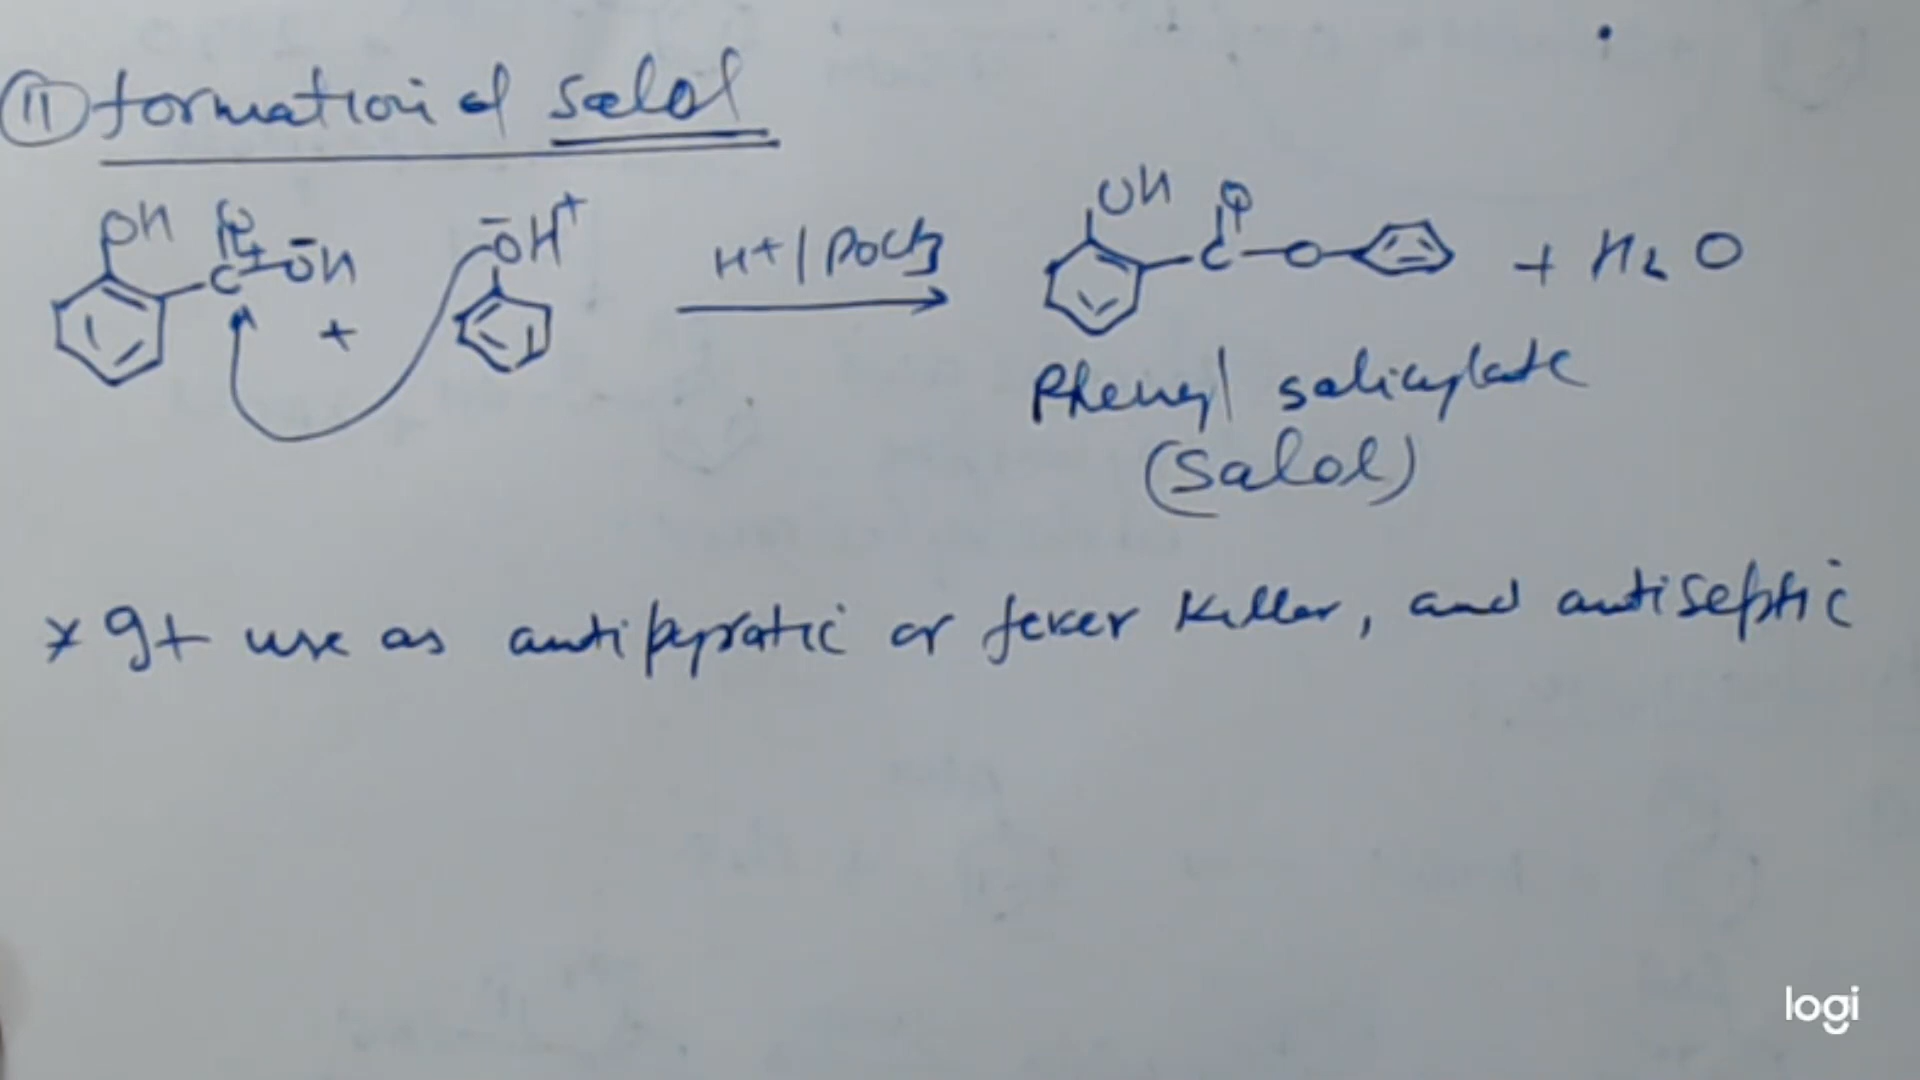 (11) formation of salol
OH O C OH + OH+ H+/POCl3 OH O C-O- + H2O
Phenyl salicylate
(Salol)
* It use as antipyratic or fever killer, and antiseptic
logi